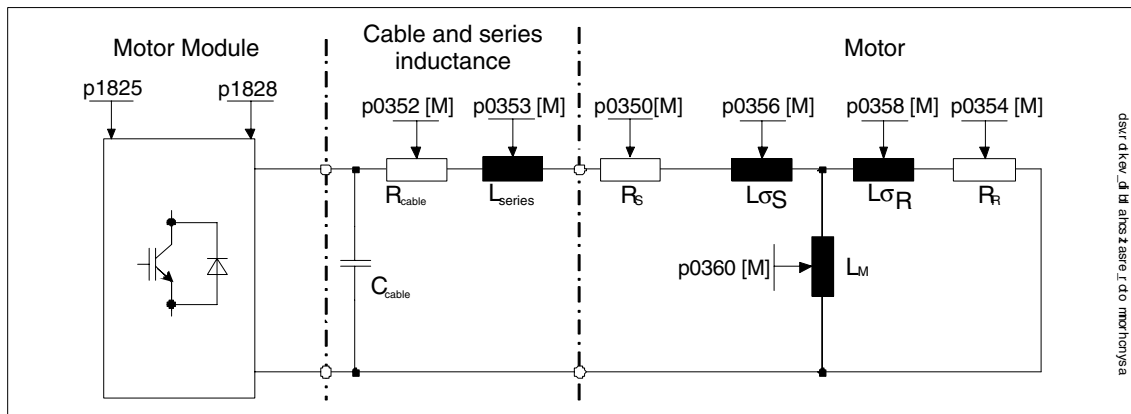 Motor Module
Cable and series
inductance
Motor
p1825
p1828
p0352 [M]
p0353 [M]
p0350[M]
p0356 [M]
p0358 [M]
p0354 [M]
Rcable
Lseries
RS
LσS
LσR
RR
p0360 [M]
LM
Ccable